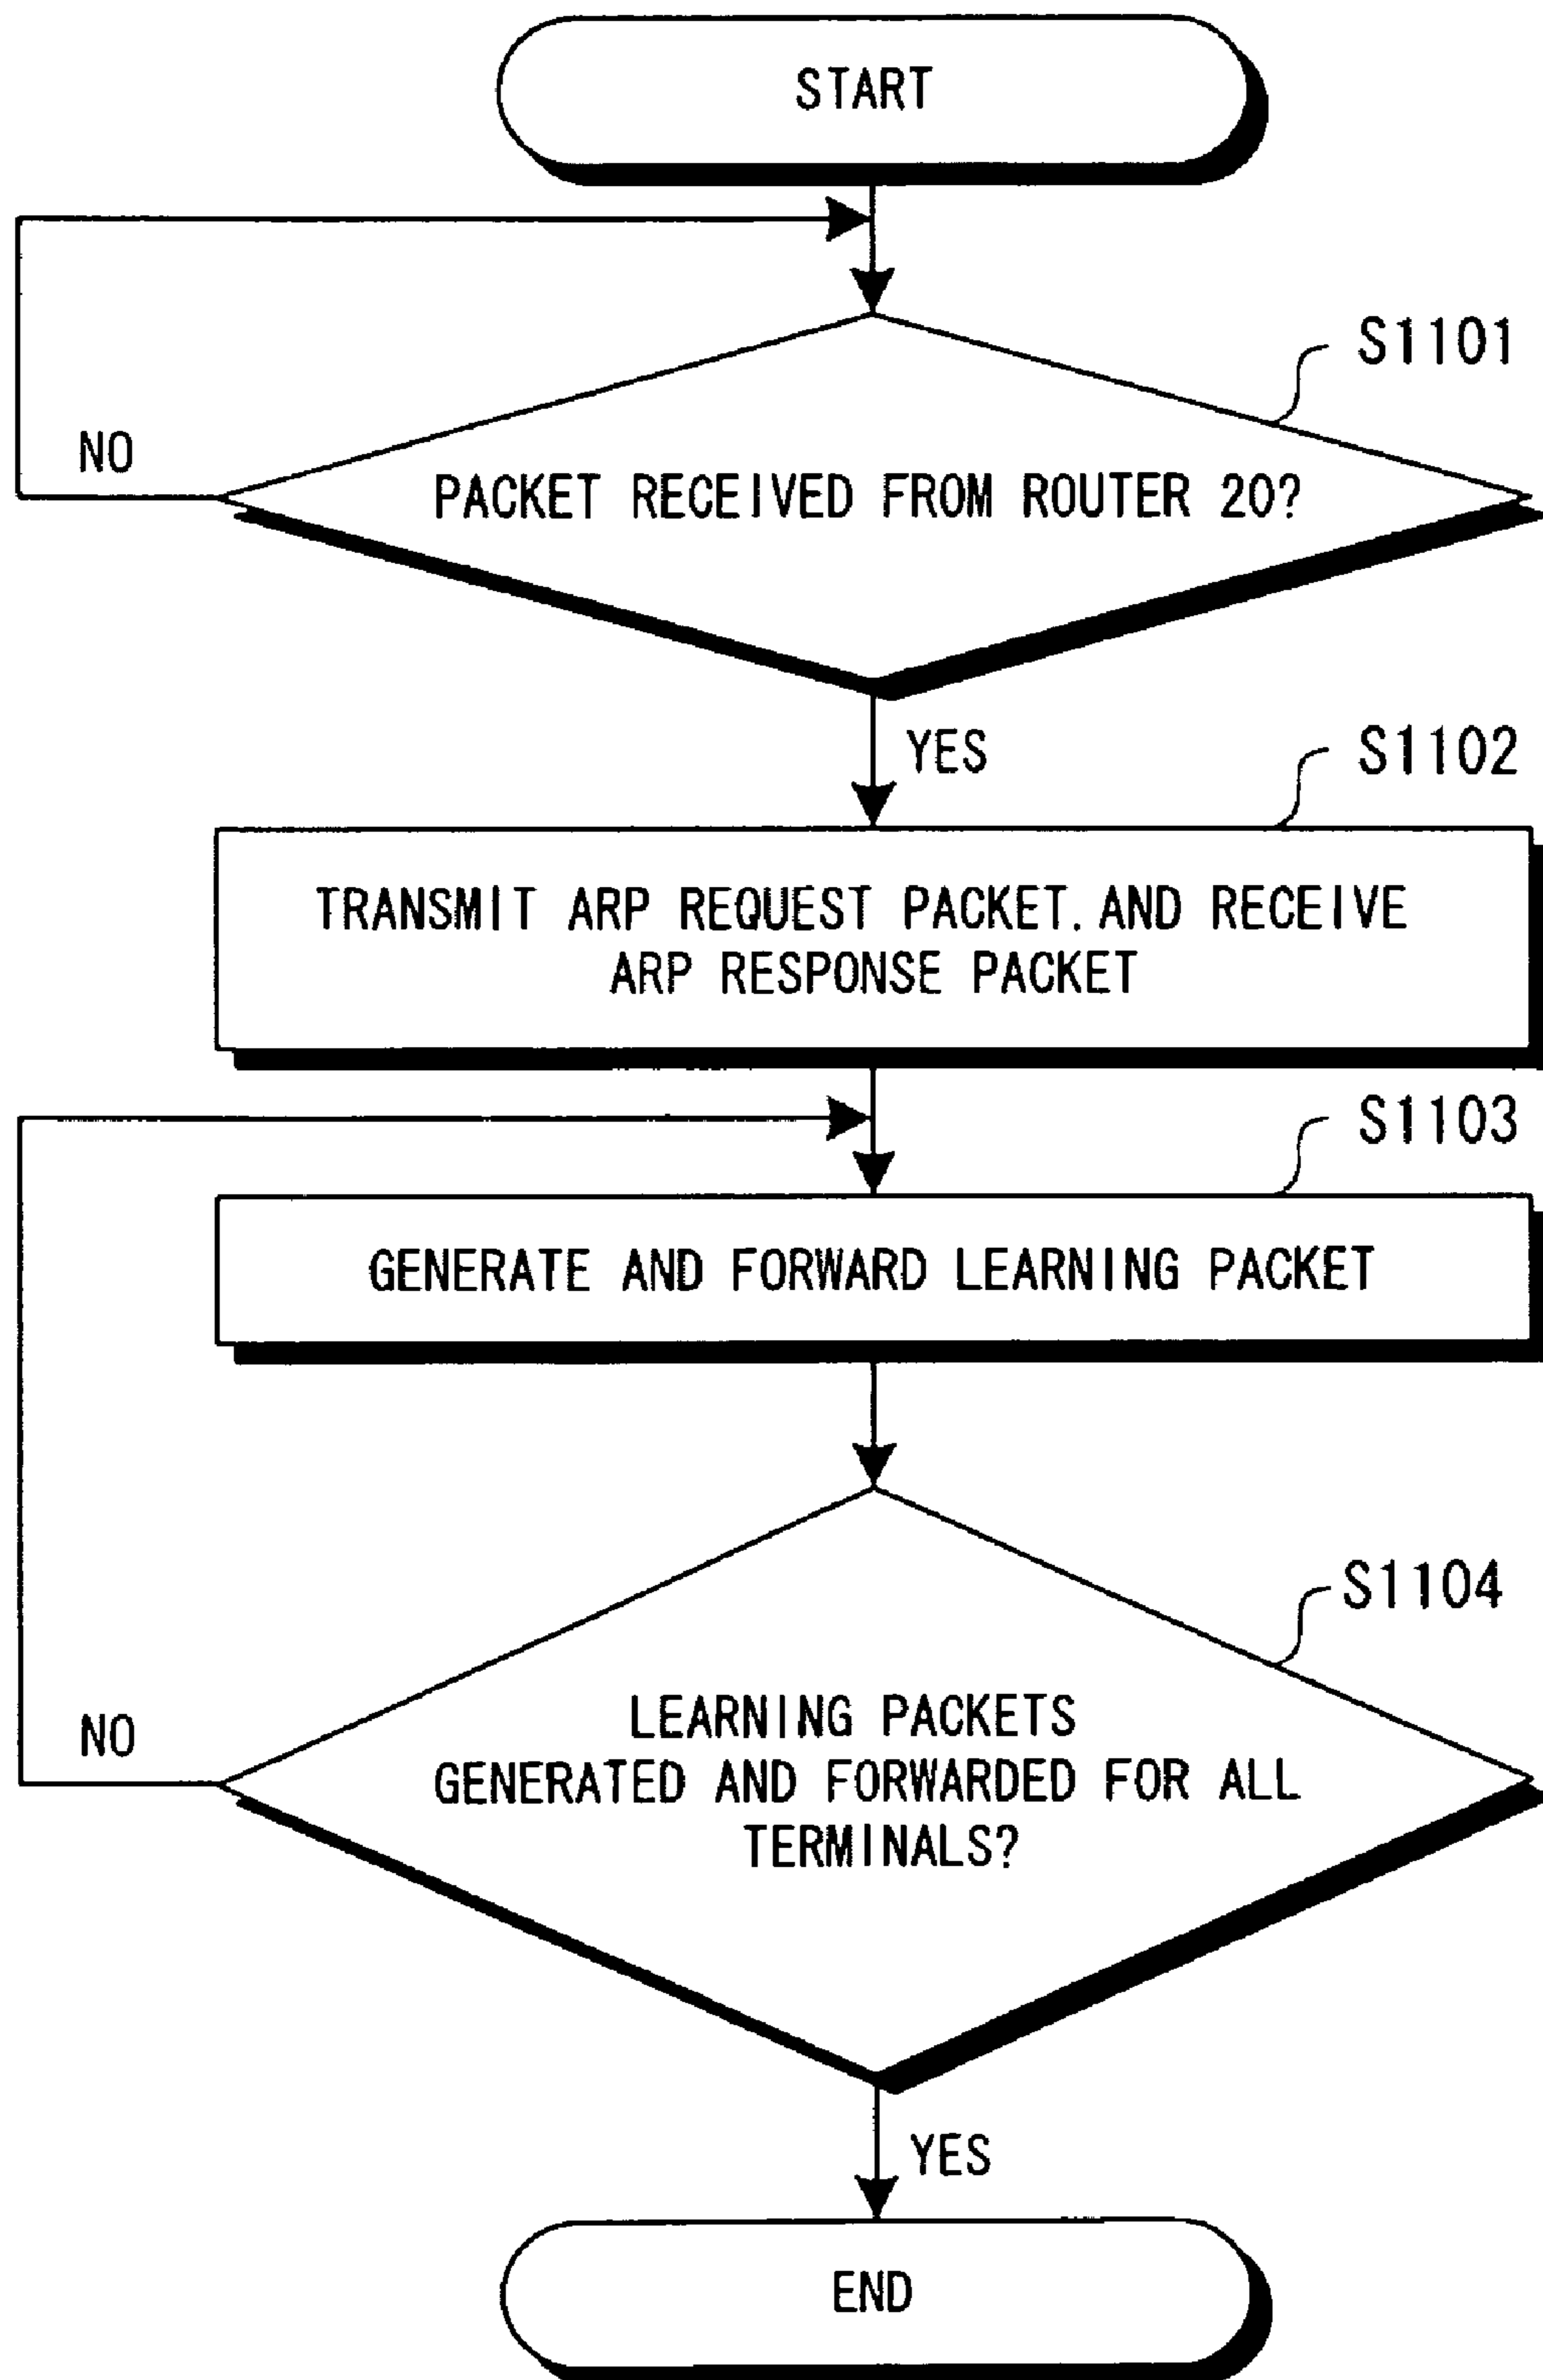 START
S1101
NO
PACKET RECEIVED FROM ROUTER 20?
YES
S1102
TRANSMIT ARP REQUEST PACKET. AND RECEIVE
ARP RESPONSE PACKET
S1103
GENERATE AND FORWARD LEARNING PACKET
S1104
LEARNING PACKETS
NO
GENERATED AND FORWARDED FOR ALL
TERMINALS?
YES
END